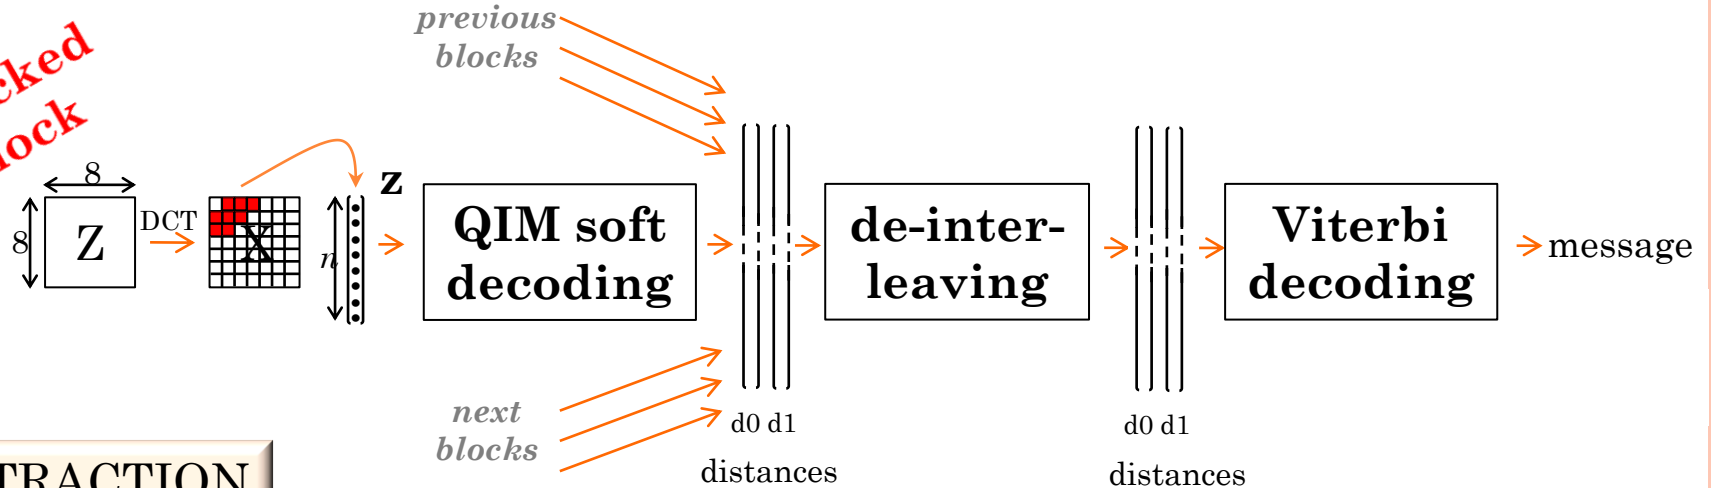 previous
blocks
8
8
Z
DCT
X
n
z
QIM soft
decoding
de-inter-
leaving
Viterbi
decoding
message
next
blocks
d0 d1
distances
d0 d1
distances